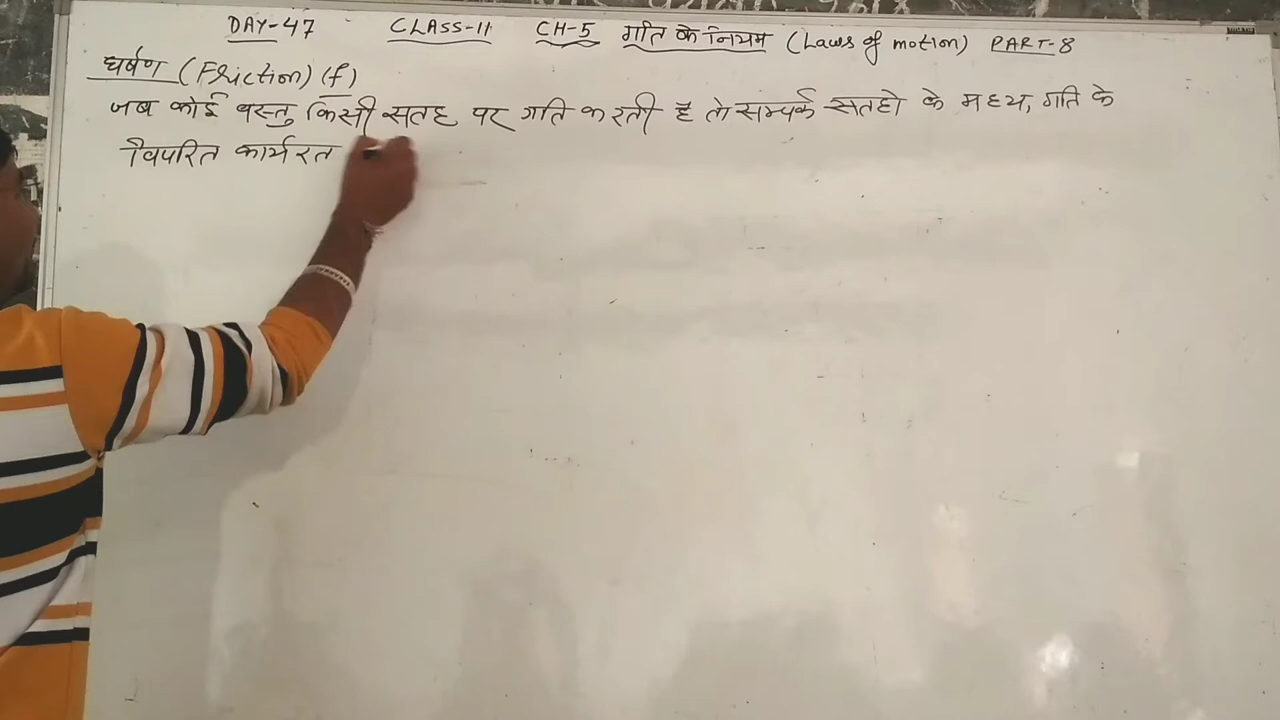 DAY-47 CLASS-11 CH-5 गति के नियम (Laws of motion) PART-8
घर्षण (Friction) (f)
जब कोई वस्तु किसी सतह पर गति करती है तो सम्पर्क सतहो के मध्य, गति के
विपरित कार्यरत